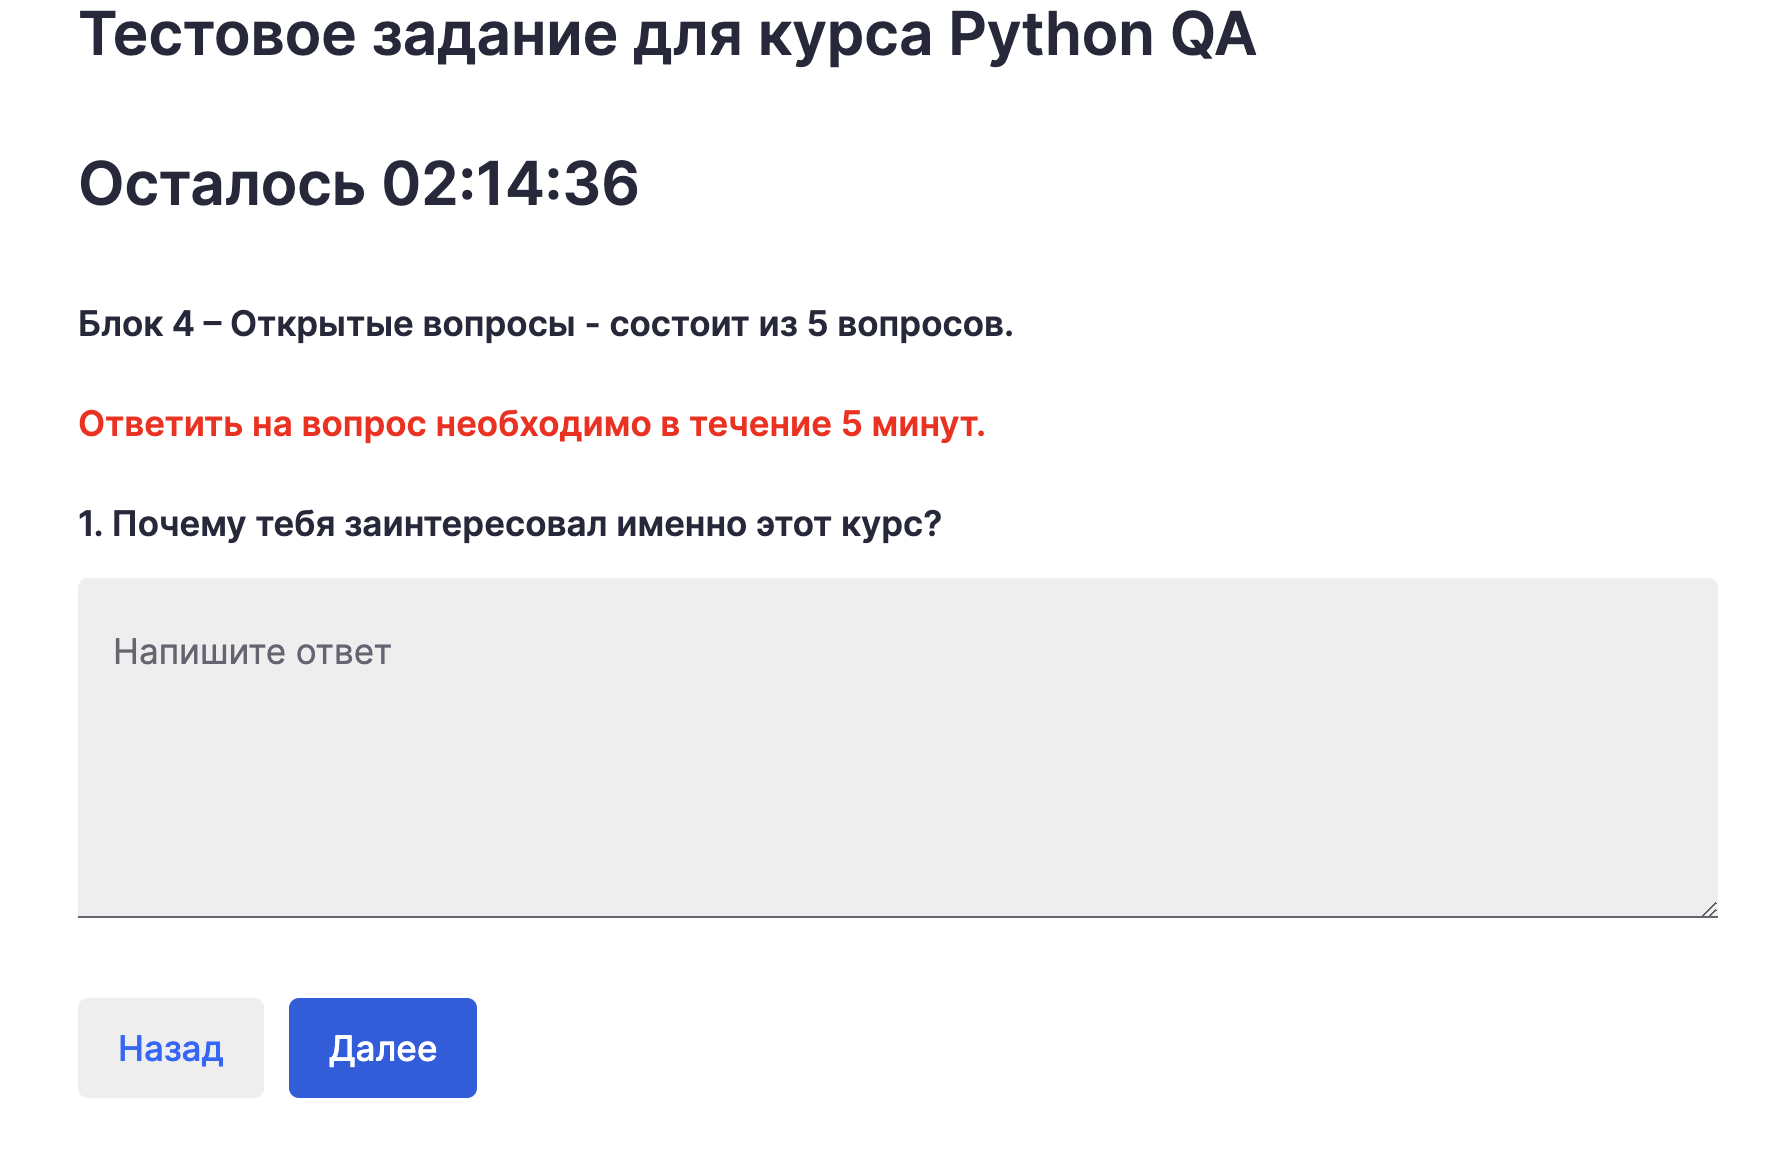 Тестовое задание для курса Python QA
Осталось 02:14:36
Блок 4 – Открытые вопросы - состоит из 5 вопросов.
Ответить на вопрос необходимо в течение 5 минут.
1. Почему тебя заинтересовал именно этот курс?
Напишите ответ
Назад Далее